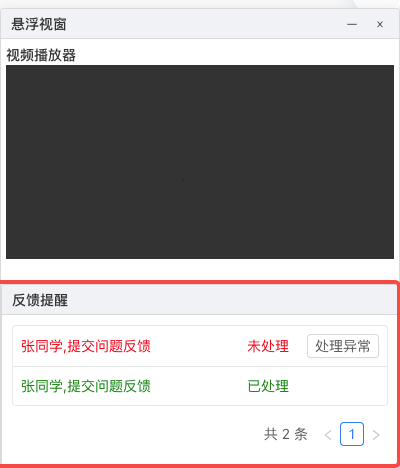 悬浮视窗
视频播放器
反馈提醒
张同学,提交问题反馈 未处理 处理异常
张同学,提交问题反馈 已处理
共 2 条 < 1 >